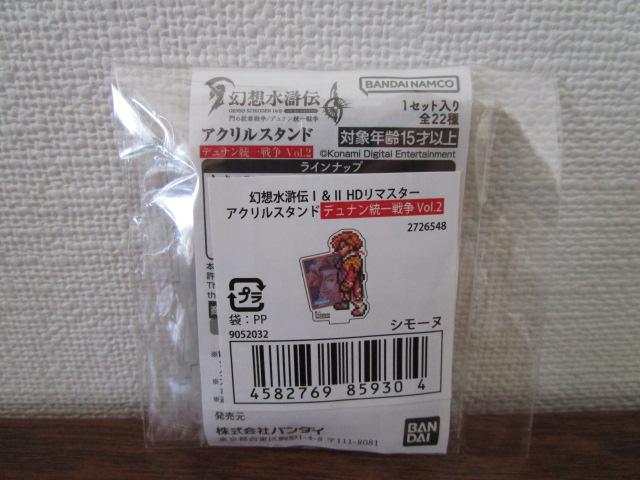 幻想水滸伝
門の紋章戦争/デュナン統一戦争
アクリルスタンド
デュナン統一戦争 Vol.2
BANDAI NAMCO
1セット入り
全22種
対象年齢15才以上
©Konami Digital Entertainment
ラインナップ
幻想水滸伝Ⅰ&Ⅱ HDリマスター
アクリルスタンド デュナン統一戦争 Vol.2
2726548
プラ
袋:PP
9052032
シモーヌ
4582769 85930 4
発売元
株式会社バンダイ
〒111-8081
BAN
DAI